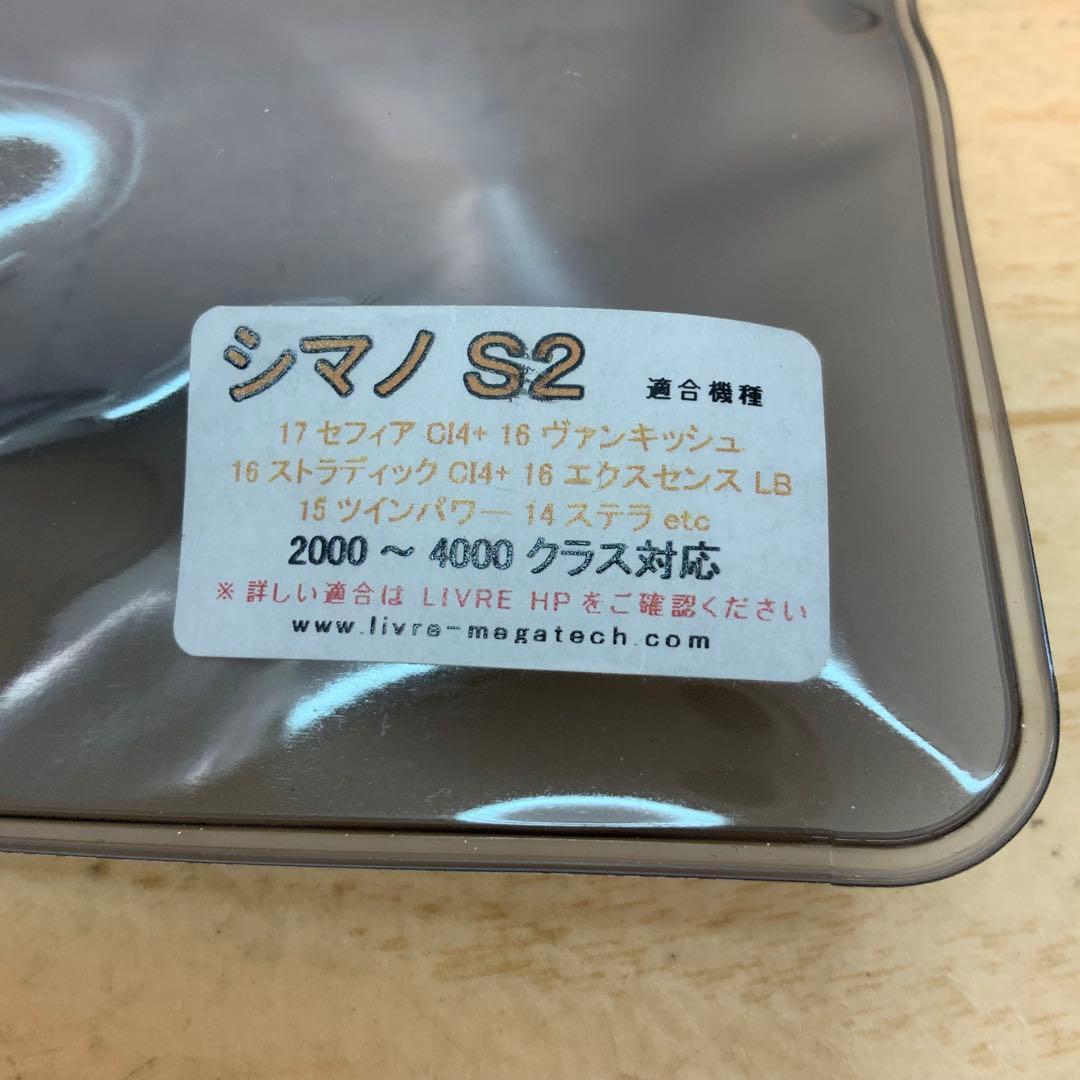 シマノ S2 適合機種
17 セフィア CI4+ 16 ヴァンキッシュ
16 ストラディック CI4+ 16 エクスセンス LB
15 ツインパワー 14 ステラ etc
2000 ～ 4000 クラス対応
※ 詳しい適合は LIVRE HP をご確認ください
www.livre-megatech.com